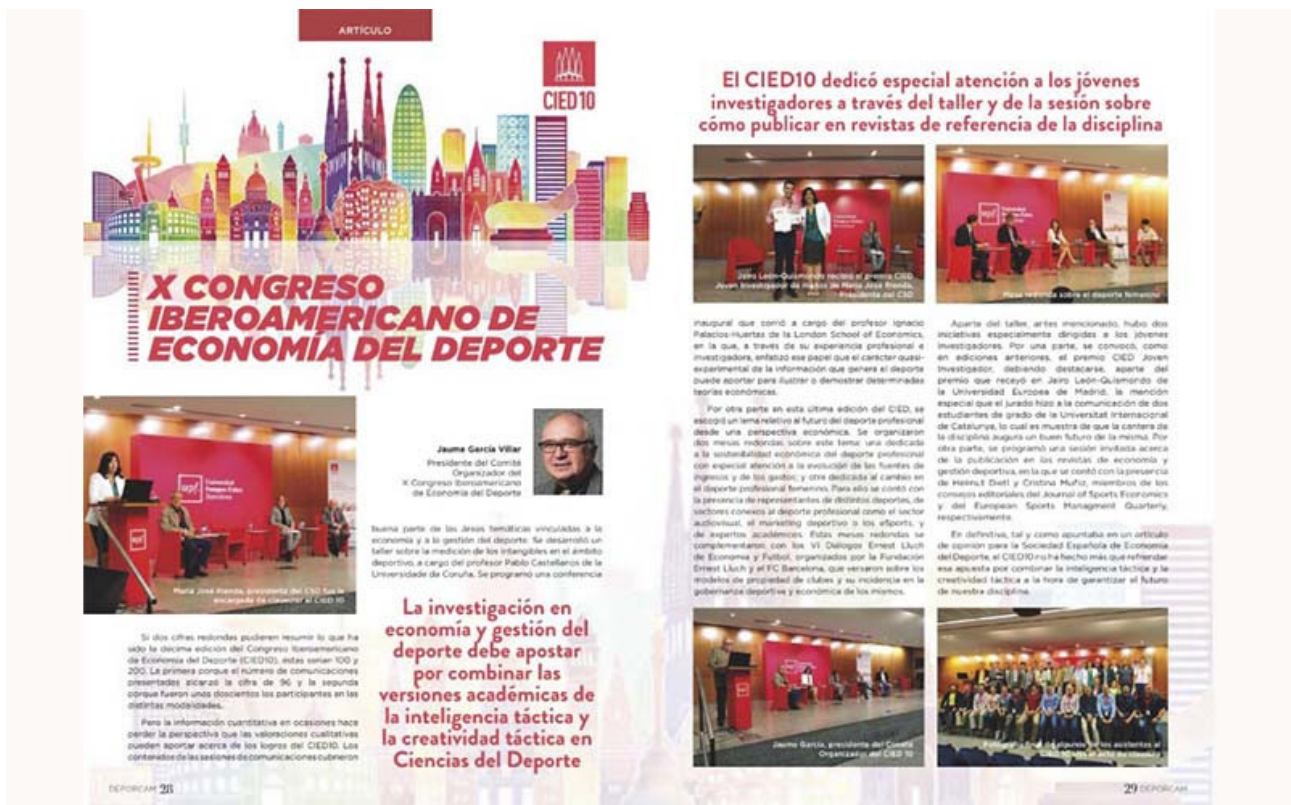 ARTÍCULO
CIED10
X CONGRESO
IBEROAMERICANO DE
ECONOMÍA DEL DEPORTE
Jaume García Villar
Presidente del Comité
Organizador del
X Congreso Iberoamericano
de Economía del Deporte
upf.
Universitat
Pompeu Fabra
Barcelona
upf.
María José Rienda, presidenta del CSD fue la
encargada de clausurar el CIED 10
Si dos cifras redondas pudieren resumir lo que ha
sido la décima edición del Congreso Iberoamericano
de Economía del Deporte (CIED10), éstas serían 100 y
200. La primera porque el número de comunicaciones
presentadas alcanzó la cifra de 96 y la segunda
porque fueron unos doscientos los participantes en las
distintas modalidades.
Pero la información cuantitativa en ocasiones hace
perder la perspectiva que las valoraciones cualitativas
pueden aportar acerca de los logros del CIED10. Los
contenidos de las sesiones de comunicaciones cubrieron
buena parte de las áreas temáticas vinculadas a la
economía y a la gestión del deporte. Se desarrolló un
taller sobre la medición de los intangibles en el ámbito
deportivo, a cargo del profesor Pablo Castellanos de la
Universidade da Coruña. Se programó una conferencia
La investigación en
economía y gestión del
deporte debe apostar
por combinar las
versiones académicas de
la inteligencia táctica y
la creatividad táctica en
Ciencias del Deporte
DEPORCAM 28
El CIED10 dedicó especial atención a los jóvenes
investigadores a través del taller y de la sesión sobre
cómo publicar en revistas de referencia de la disciplina
Jairo León-Quismondo recibió el premio CIED
Joven Investigador de manos de María José Rienda,
Presidenta del CSD
Mesa redonda sobre el deporte femenino
inaugural que corrió a cargo del profesor Ignacio
Palacios-Huertas de la London School of Economics,
en la que, a través de su experiencia profesional e
investigadora, enfatizó ese papel que el carácter quasi-
experimental de la información que genera el deporte
puede aportar para ilustrar o demostrar determinadas
teorías económicas.
Por otra parte en esta última edición del CIED, se
escogió un tema relativo al futuro del deporte profesional
desde una perspectiva económica. Se organizaron
dos mesas redondas sobre este tema: una dedicada
a la sostenibilidad económica del deporte profesional
con especial atención a la evolución de las fuentes de
ingresos y de los gastos; y otra dedicada al cambio en
el deporte profesional femenino. Para ello se contó con
la presencia de representantes de distintos deportes, de
sectores conexos al deporte profesional como el sector
audiovisual, el marketing deportivo o los eSports, y
de expertos académicos. Estas mesas redondas se
complementaron con los VI Diálogos Ernest Lluch
de Economía y Fútbol, organizados por la Fundación
Ernest Lluch y el FC Barcelona, que versaron sobre los
modelos de propiedad de clubes y su incidencia en la
gobernanza deportiva y económica de los mismos.
Aparte del taller, antes mencionado, hubo dos
iniciativas especialmente dirigidas a los jóvenes
investigadores. Por una parte, se convocó, como
en ediciones anteriores, el premio CIED Joven
Investigador, debiendo destacarse, aparte del
premio que recayó en Jairo León-Quismondo de
la Universidad Europea de Madrid, la mención
especial que el jurado hizo a la comunicación de dos
estudiantes de grado de la Universitat Internacional
de Catalunya, lo cual es muestra de que la cantera de
la disciplina augura un buen futuro de la misma. Por
otra parte, se programó una sesión invitada acerca
de la publicación en las revistas de economía y
gestión deportiva, en la que se contó con la presencia
de Helmut Dietl y Cristina Muñiz, miembros de los
consejos editoriales del Journal of Sports Economics
y del European Sports Managment Quarterly,
respectivamente.
En definitiva, tal y como apuntaba en un artículo
de opinión para la Sociedad Española de Economía
del Deporte, el CIED10 no ha hecho más que refrendar
esa apuesta por combinar la inteligencia táctica y la
creatividad táctica a la hora de garantizar el futuro
de nuestra disciplina.
Jaume García, presidente del Comité
Organizador del CIED 10
29 DEPORCAM